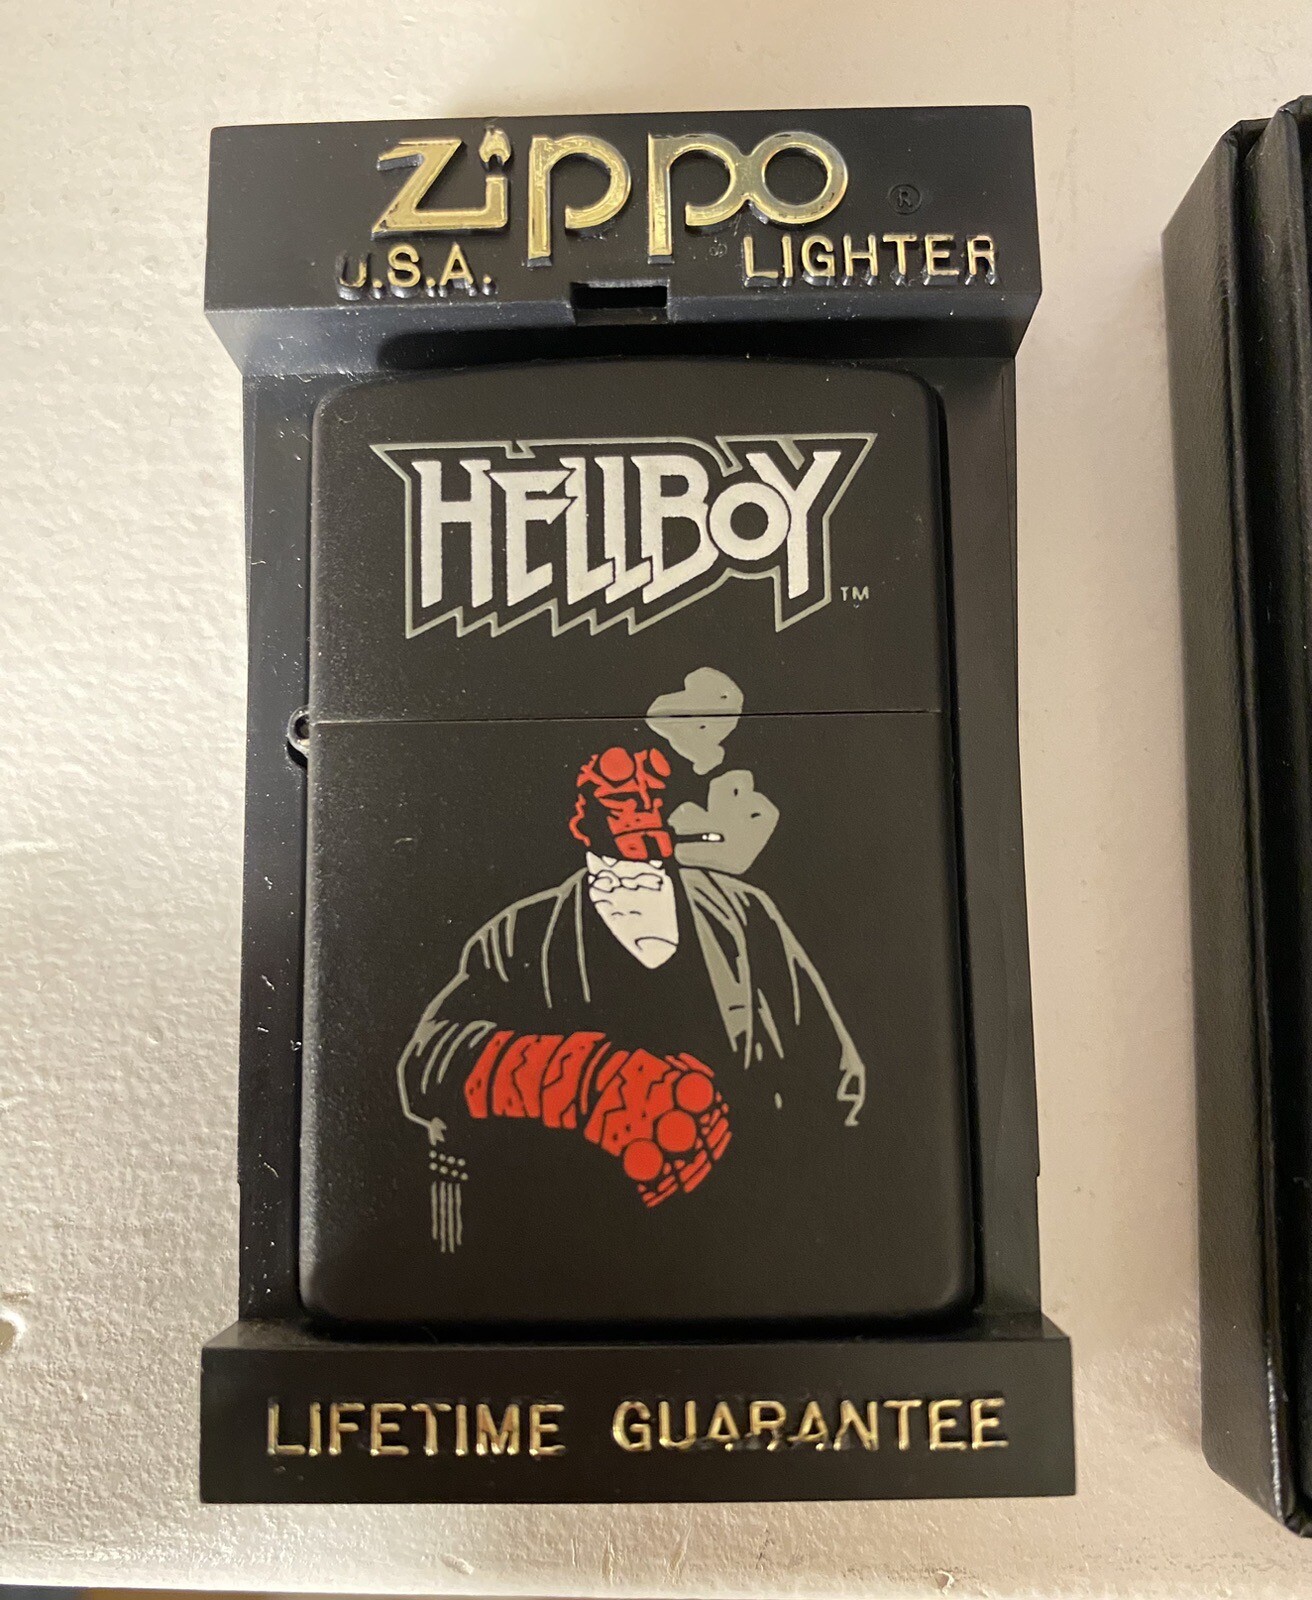 Zippo ®
U.S.A. LIGHTER
HELLBOY ™
LIFETIME GUARANTEE